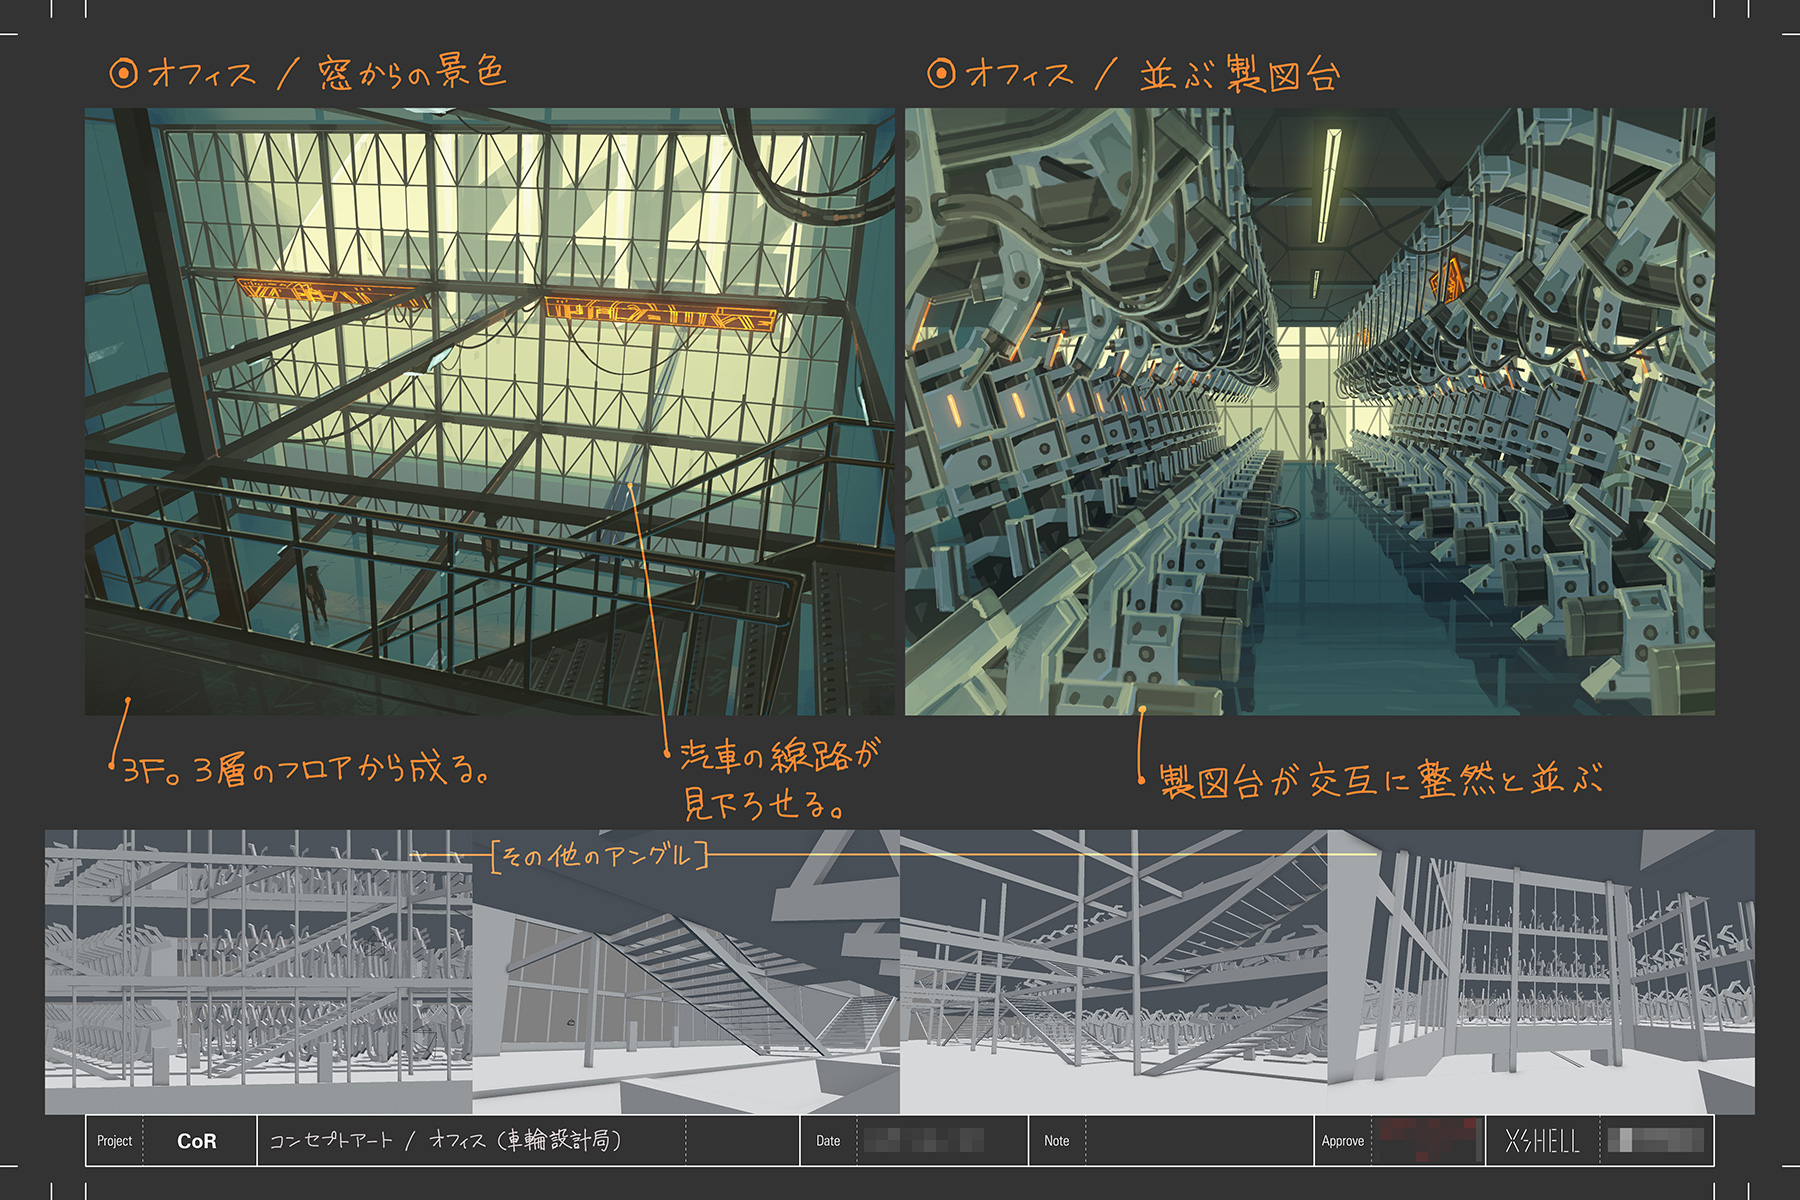 ◉オフィス / 窓からの景色
◉オフィス / 並ぶ製図台
3F。3層のフロアから成る。
汽車の線路が
見下ろせる。
製図台が交互に整然と並ぶ
[その他のアングル]
Project
CoR
コンセプトアート / オフィス (車輪設計局)
Date
Note
Approve
XSHELL